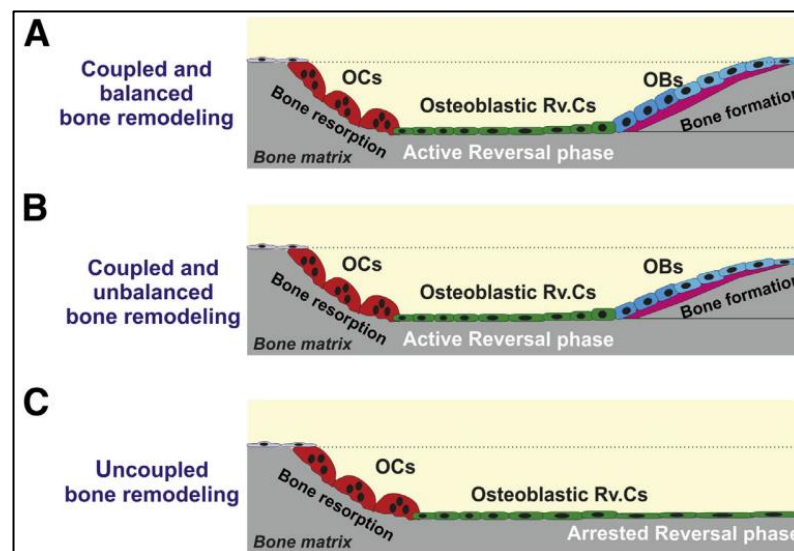 A
Coupled and
balanced
bone remodeling
OCs
Bone resorption
Bone matrix
Osteoblastic Rv.Cs
Active Reversal phase
OBs
Bone formation
B
Coupled and
unbalanced
bone remodeling
OCs
Bone resorption
Bone matrix
Osteoblastic Rv.Cs
Active Reversal phase
OBs
Bone formation
C
Uncoupled
bone remodeling
OCs
Bone resorption
Bone matrix
Osteoblastic Rv.Cs
Arrested Reversal phase